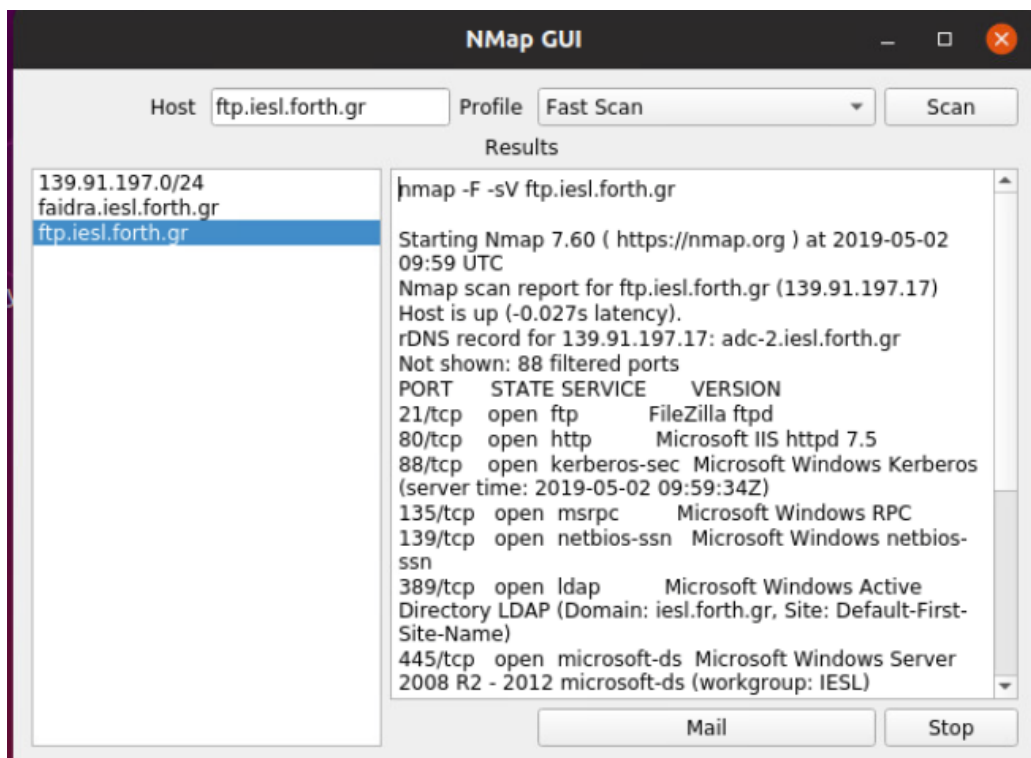 NMap GUI
Host ftp.iesl.forth.gr Profile Fast Scan Scan
Results
139.91.197.0/24
faidra.iesl.forth.gr
ftp.iesl.forth.gr
nmap -F -sV ftp.iesl.forth.gr
Starting Nmap 7.60 ( https://nmap.org ) at 2019-05-02
09:59 UTC
Nmap scan report for ftp.iesl.forth.gr (139.91.197.17)
Host is up (-0.027s latency).
rDNS record for 139.91.197.17: adc-2.iesl.forth.gr
Not shown: 88 filtered ports
PORT STATE SERVICE VERSION
21/tcp open ftp FileZilla ftpd
80/tcp open http Microsoft IIS httpd 7.5
88/tcp open kerberos-sec Microsoft Windows Kerberos
(server time: 2019-05-02 09:59:34Z)
135/tcp open msrpc Microsoft Windows RPC
139/tcp open netbios-ssn Microsoft Windows netbios-
ssn
389/tcp open ldap Microsoft Windows Active
Directory LDAP (Domain: iesl.forth.gr, Site: Default-First-
Site-Name)
445/tcp open microsoft-ds Microsoft Windows Server
2008 R2 - 2012 microsoft-ds (workgroup: IESL)
Mail Stop